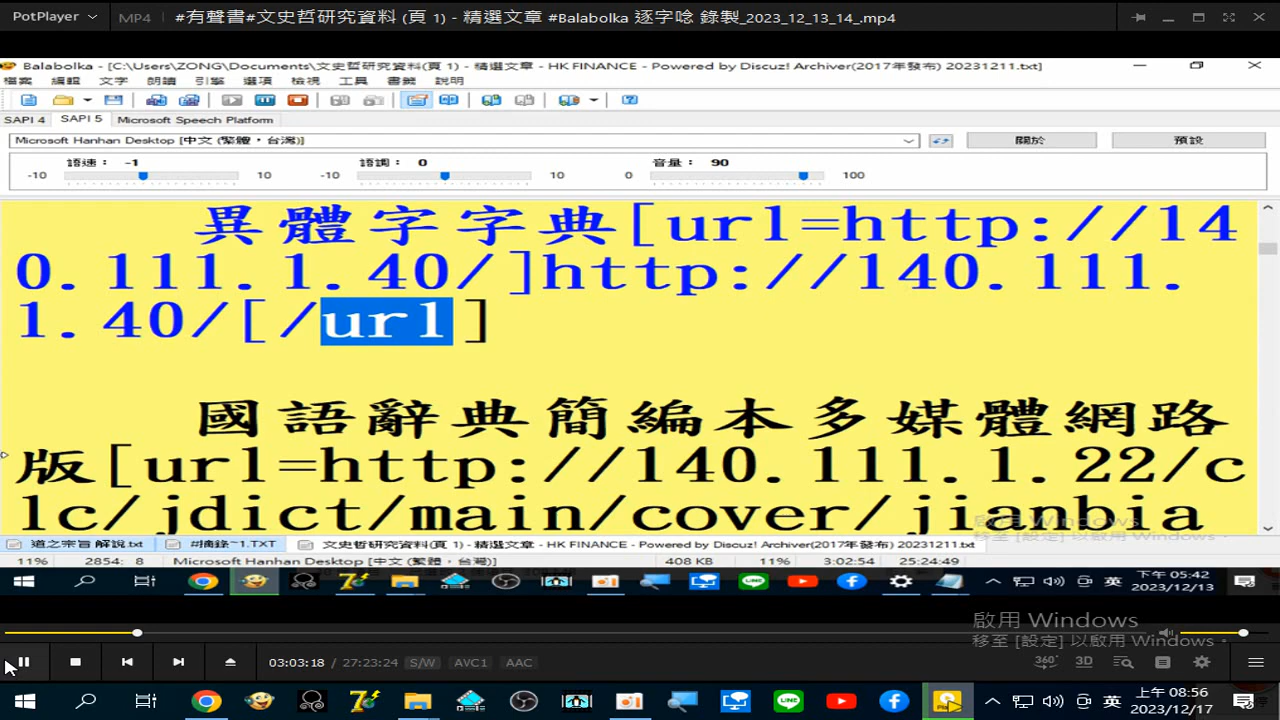 PotPlayer MP4 #有聲書#文史哲研究資料 (頁 1) - 精選文章 #Balabolka 逐字唸 錄製_2023_12_13_14_.mp4
Balabolka - [C:\Users\ZONG\Documents\文史哲研究資料(頁 1) - 精選文章 - HK FINANCE - Powered by Discuz! Archiver(2017年發布) 20231211.txt]
檔案 編輯 文字 朗讀 引擎 選項 檢視 工具 書籤 說明
SAPI 4 SAPI 5 Microsoft Speech Platform
Microsoft Hanhan Desktop [中文 (繁體，台灣)] 關於 預設
語速： -1 語調： 0 音量： 90
-10 10 -10 10 0 100
異體字字典[url=http://14
0.111.1.40/]http://140.111.
1.40/[/url]
國語辭典簡編本多媒體網路
版[url=http://140.111.1.22/c
lc/jdict/main/cover/jianbia
啟用 Windows
移至 [設定] 以啟用 Windows。
道之宗旨 解說.txt #摘錄~1.TXT 文史哲研究資料(頁 1) - 精選文章 - HK FINANCE - Powered by Discuz! Archiver(2017年發布) 20231211.txt
11% 2854: 8 Microsoft Hanhan Desktop [中文 (繁體，台灣)] 408 KB 11% 3:02:54 25:24:49
英 下午 05:42
2023/12/13
啟用 Windows
移至 [設定] 以啟用 Windows。
03:03:18 / 27:23:24 S/W AVC1 AAC 360° 3D
英 上午 08:56
2023/12/17